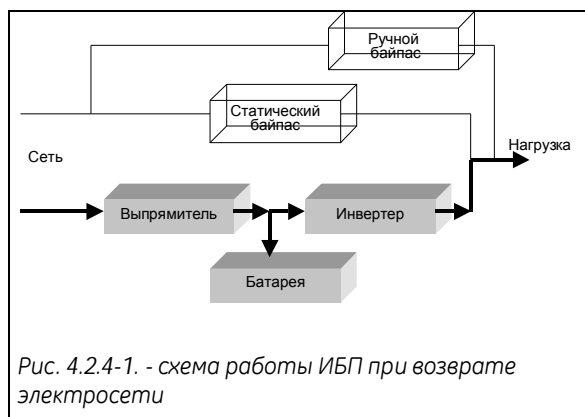 Ручной
байпас
Статический
байпас
Сеть
Нагрузка
Выпрямитель
Инвертер
Батарея
Рис. 4.2.4-1. - схема работы ИБП при возврате
электросети